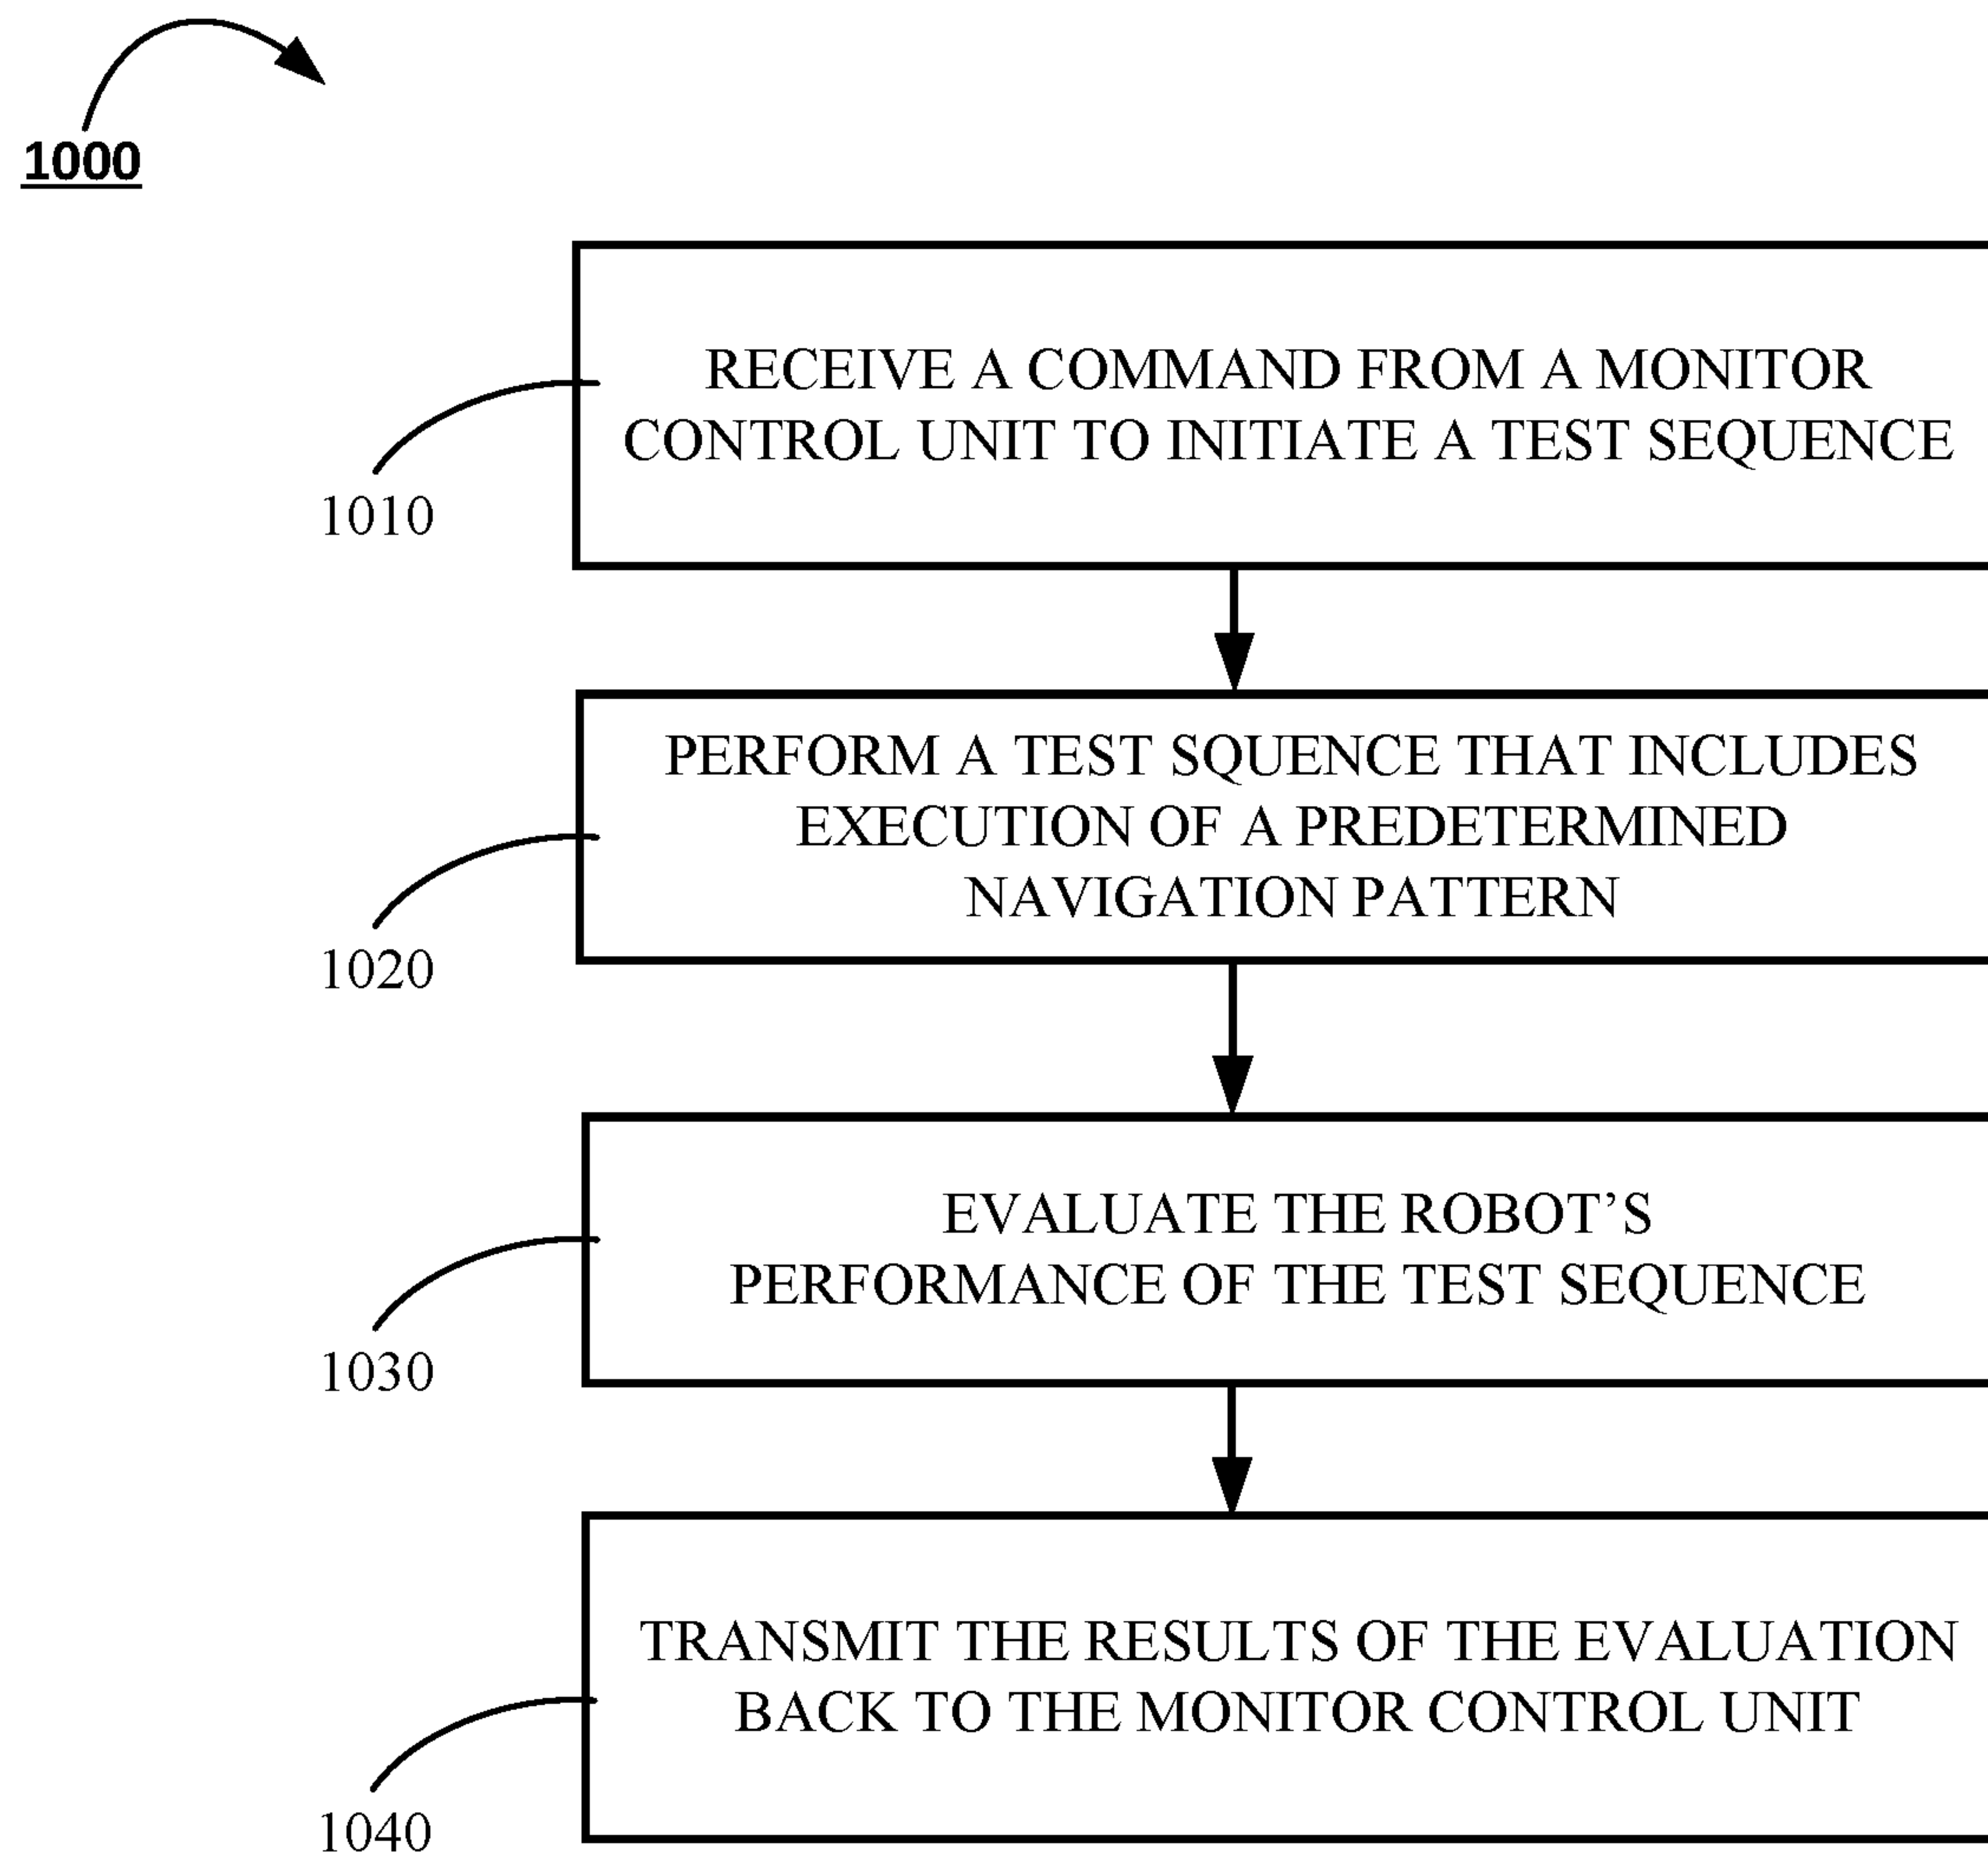 1000
RECEIVE A COMMAND FROM A MONITOR
CONTROL UNIT TO INITIATE A TEST SEQUENCE
1010
PERFORM A TEST SQUENCE THAT INCLUDES
EXECUTION OF A PREDETERMINED
NAVIGATION PATTERN
1020
EVALUATE THE ROBOT’S
PERFORMANCE OF THE TEST SEQUENCE
1030
TRANSMIT THE RESULTS OF THE EVALUATION
BACK TO THE MONITOR CONTROL UNIT
1040